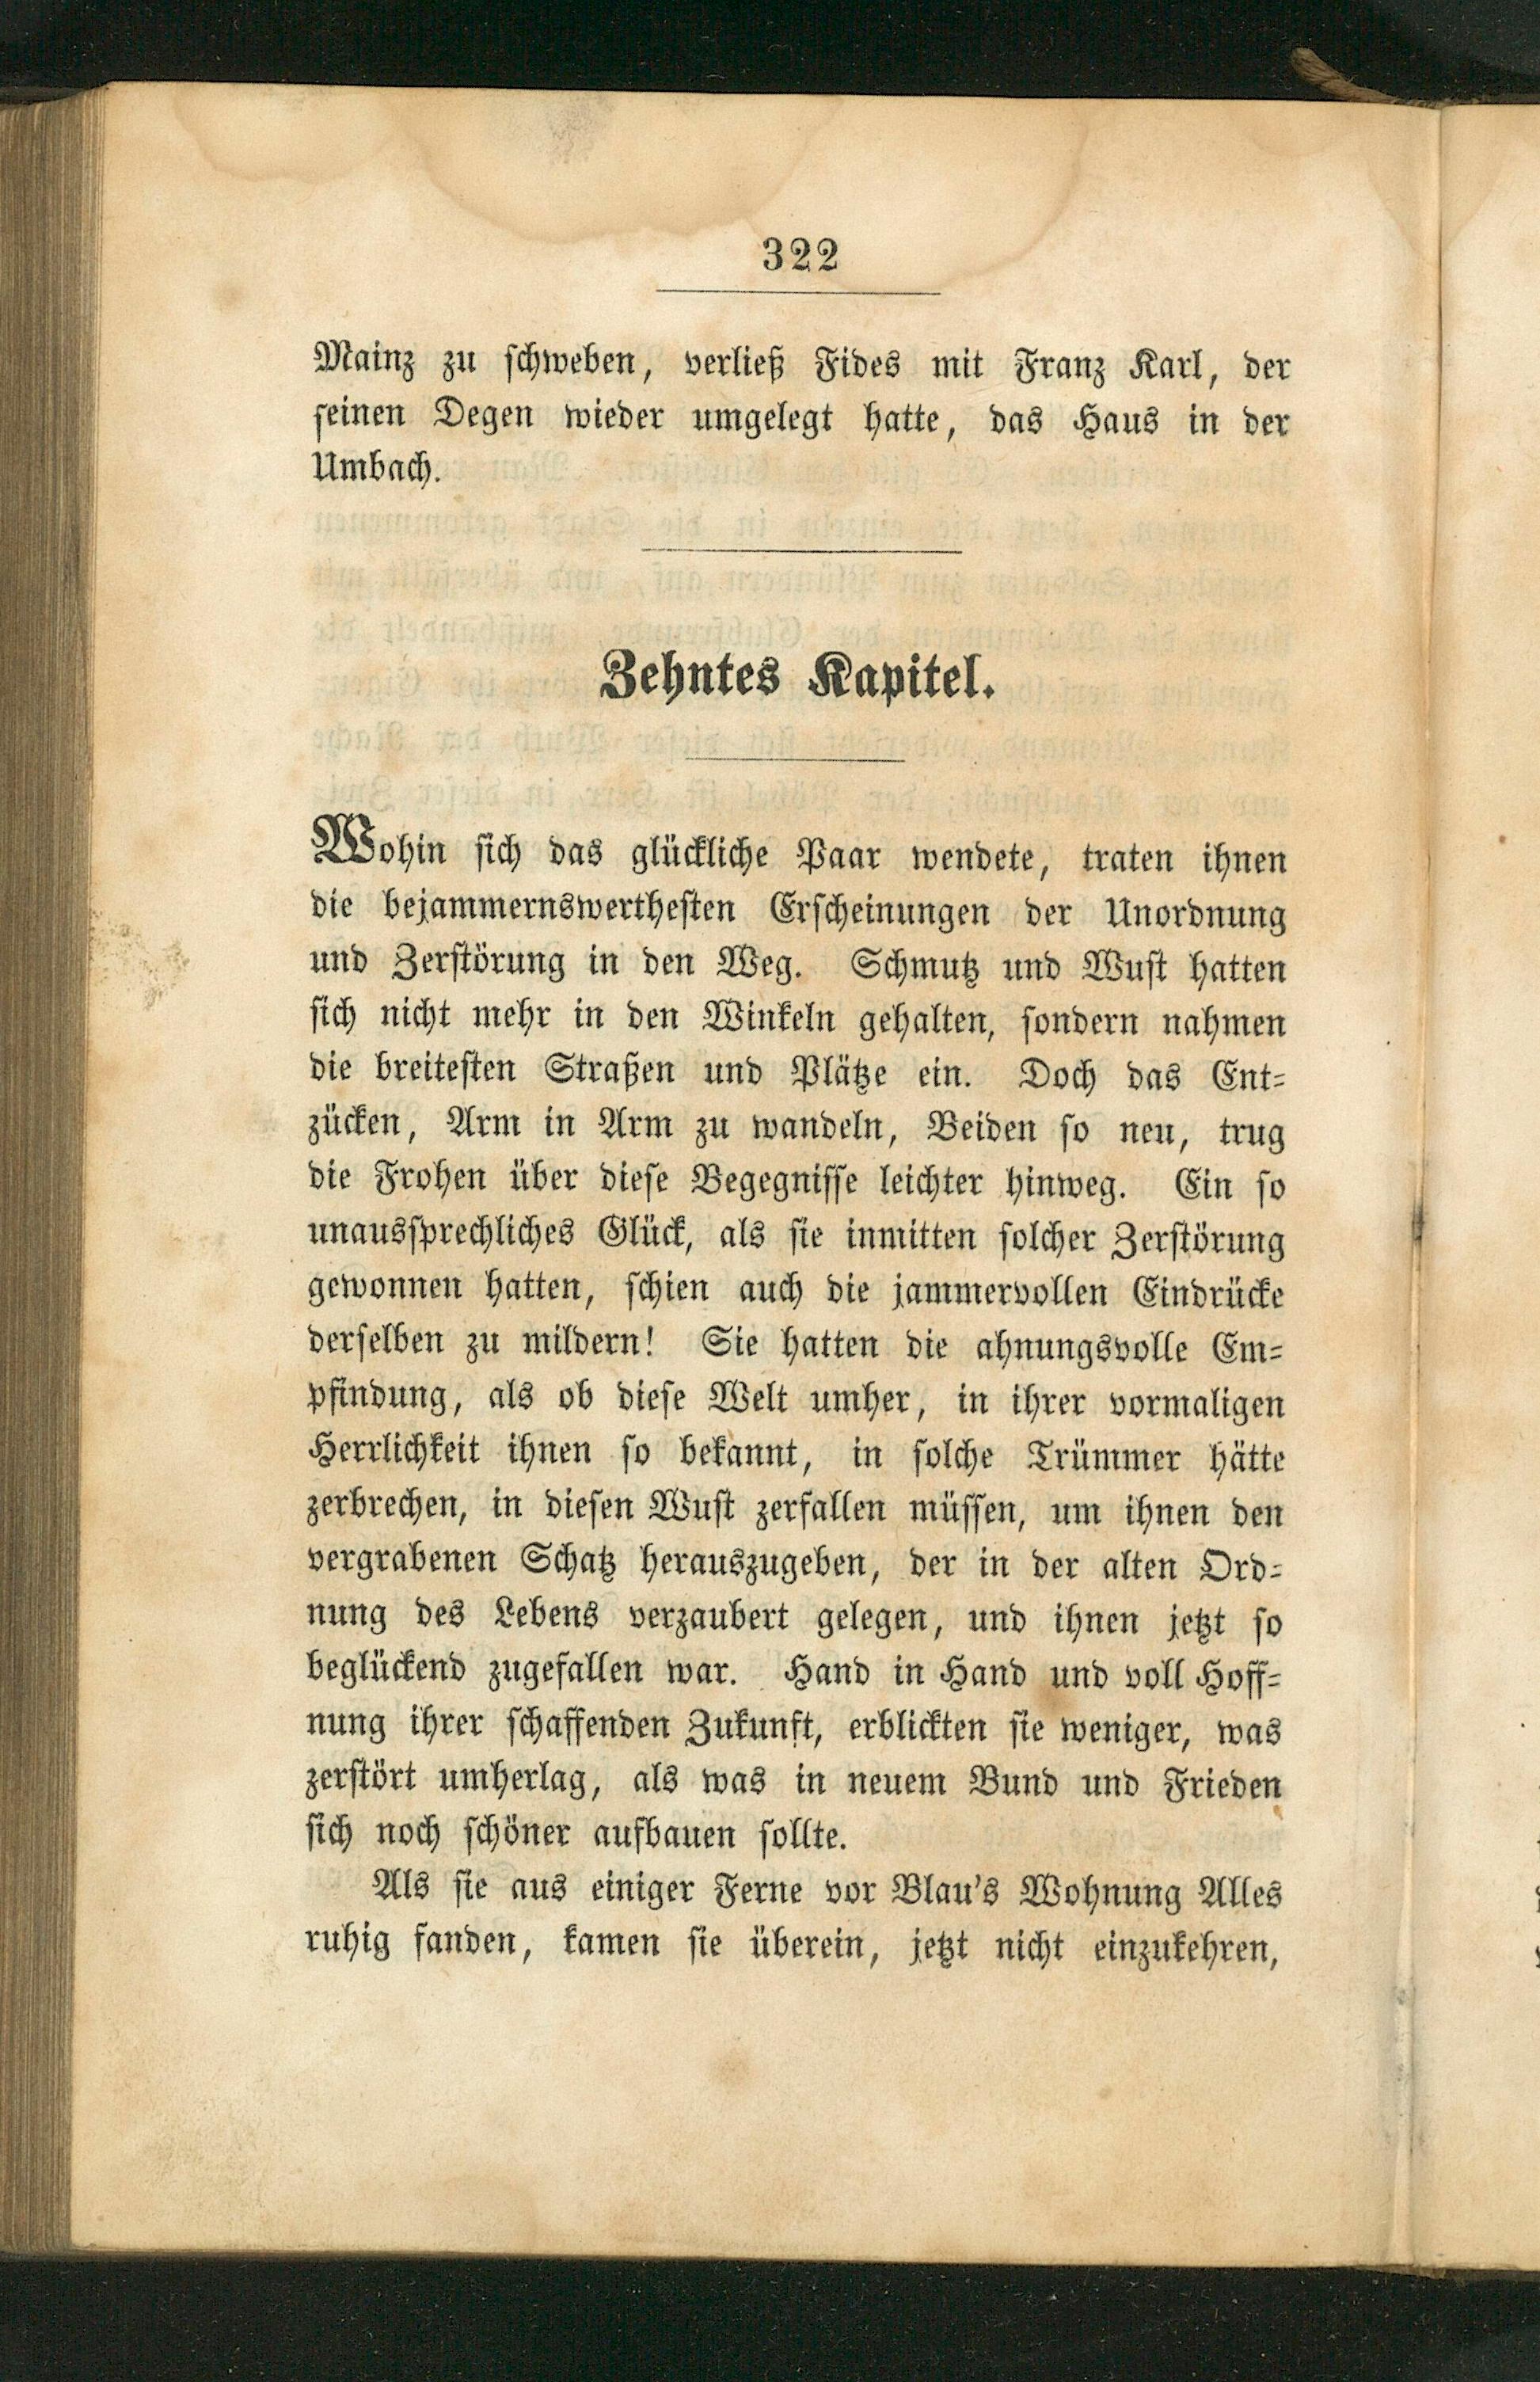 322
Mainz zu schweben, verließ Fides mit Franz Karl, der
seinen Degen wieder umgelegt hatte, das Haus in der
Umbach.
Zehntes Kapitel.
Wohin sich das glückliche Paar wendete, traten ihnen
die bejammernswerthesten Erscheinungen der Unordnung
und Zerstörung in den Weg. Schmutz und Wust hatten
sich nicht mehr in den Winkeln gehalten, sondern nahmen
die breitesten Straßen und Plätze ein. Doch das Ent-
zücken, Arm in Arm zu wandeln, Beiden so neu, trug
die Frohen über diese Begegnisse leichter hinweg. Ein so
unaussprechliches Glück, als sie inmitten solcher Zerstörung
gewonnen hatten, schien auch die jammervollen Eindrücke
derselben zu mildern! Sie hatten die ahnungsvolle Em-
pfindung, als ob diese Welt umher, in ihrer vormaligen
Herrlichkeit ihnen so bekannt, in solche Trümmer hätte
zerbrechen, in diesen Wust zerfallen müssen, um ihnen den
vergrabenen Schatz herauszugeben, der in der alten Ord-
nung des Lebens verzaubert gelegen, und ihnen jetzt so
beglückend zugefallen war. Hand in Hand und voll Hoff-
nung ihrer schaffenden Zukunft, erblickten sie weniger, was
zerstört umherlag, als was in neuem Bund und Frieden
sich noch schöner aufbauen sollte.
Als sie aus einiger Ferne vor Blau's Wohnung Alles
ruhig fanden, kamen sie überein, jetzt nicht einzukehren,